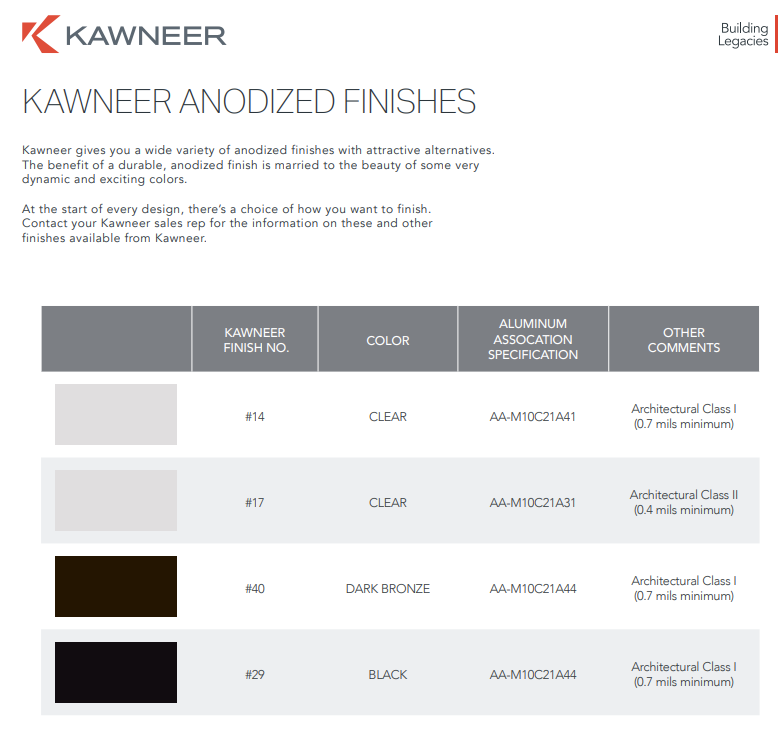 KAWNEER
Building
Legacies
KAWNEER ANODIZED FINISHES
Kawneer gives you a wide variety of anodized finishes with attractive alternatives.
The benefit of a durable, anodized finish is married to the beauty of some very
dynamic and exciting colors.
At the start of every design, there's a choice of how you want to finish.
Contact your Kawneer sales rep for the information on these and other
finishes available from Kawneer.
KAWNEER
FINISH NO.
COLOR
ALUMINUM
ASSOCATION
SPECIFICATION
OTHER
COMMENTS
#14
CLEAR
AA-M10C21A41
Architectural Class I
(0.7 mils minimum)
#17
CLEAR
AA-M10C21A31
Architectural Class II
(0.4 mils minimum)
#40
DARK BRONZE
AA-M10C21A44
Architectural Class I
(0.7 mils minimum)
#29
BLACK
AA-M10C21A44
Architectural Class I
(0.7 mils minimum)